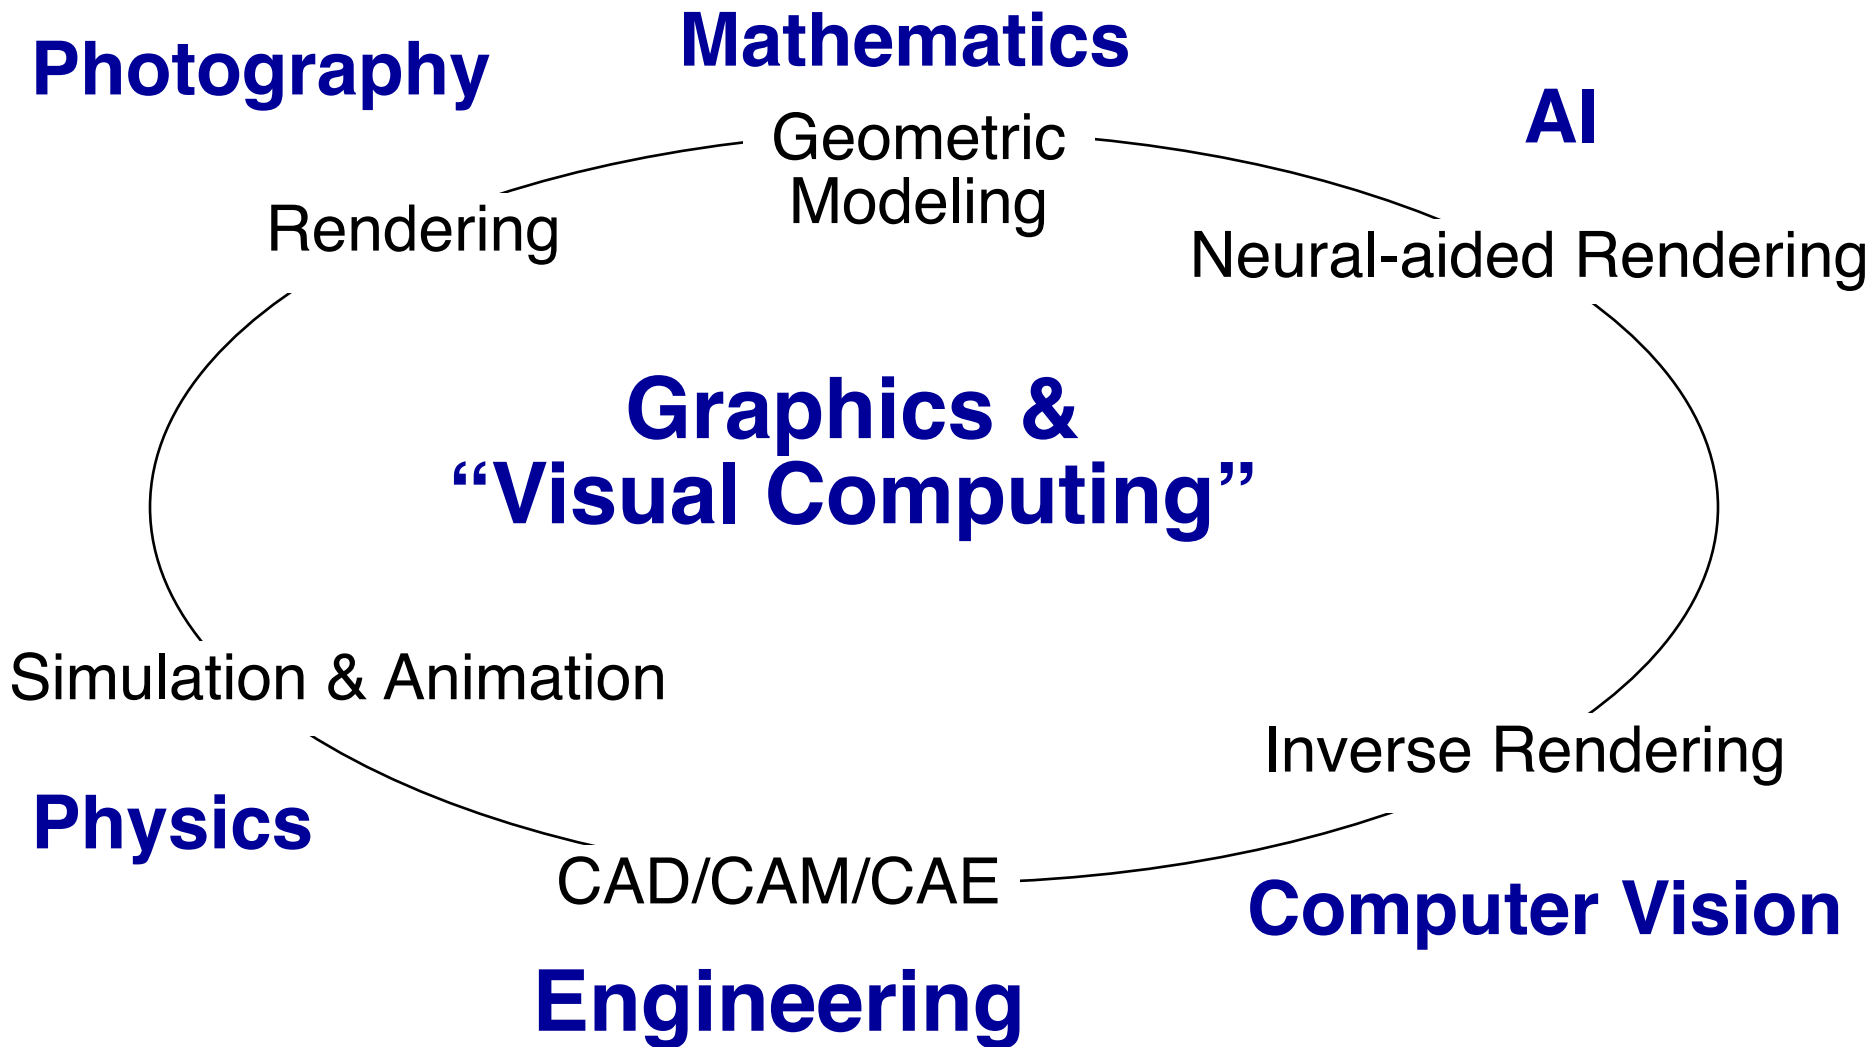 Photography
Mathematics
AI
Geometric
Modeling
Rendering
Neural-aided Rendering
Graphics &
“Visual Computing”
Simulation & Animation
Inverse Rendering
Physics
CAD/CAM/CAE
Computer Vision
Engineering